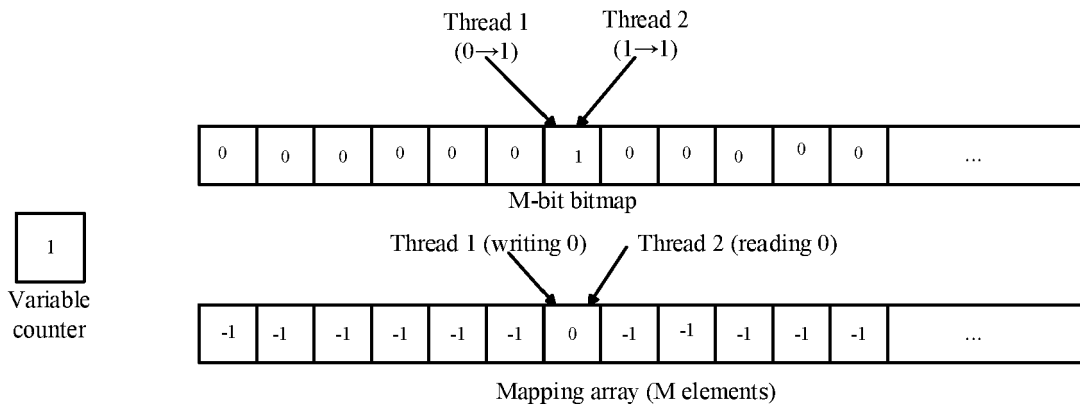 Thread 1 Thread 2
(0→1) (1→1)
0 0 0 0 0 0 1 0 0 0 0 0 ...
M-bit bitmap
1
Variable
counter
Thread 1 (writing 0) Thread 2 (reading 0)
-1 -1 -1 -1 -1 -1 0 -1 -1 -1 -1 -1 ...
Mapping array (M elements)